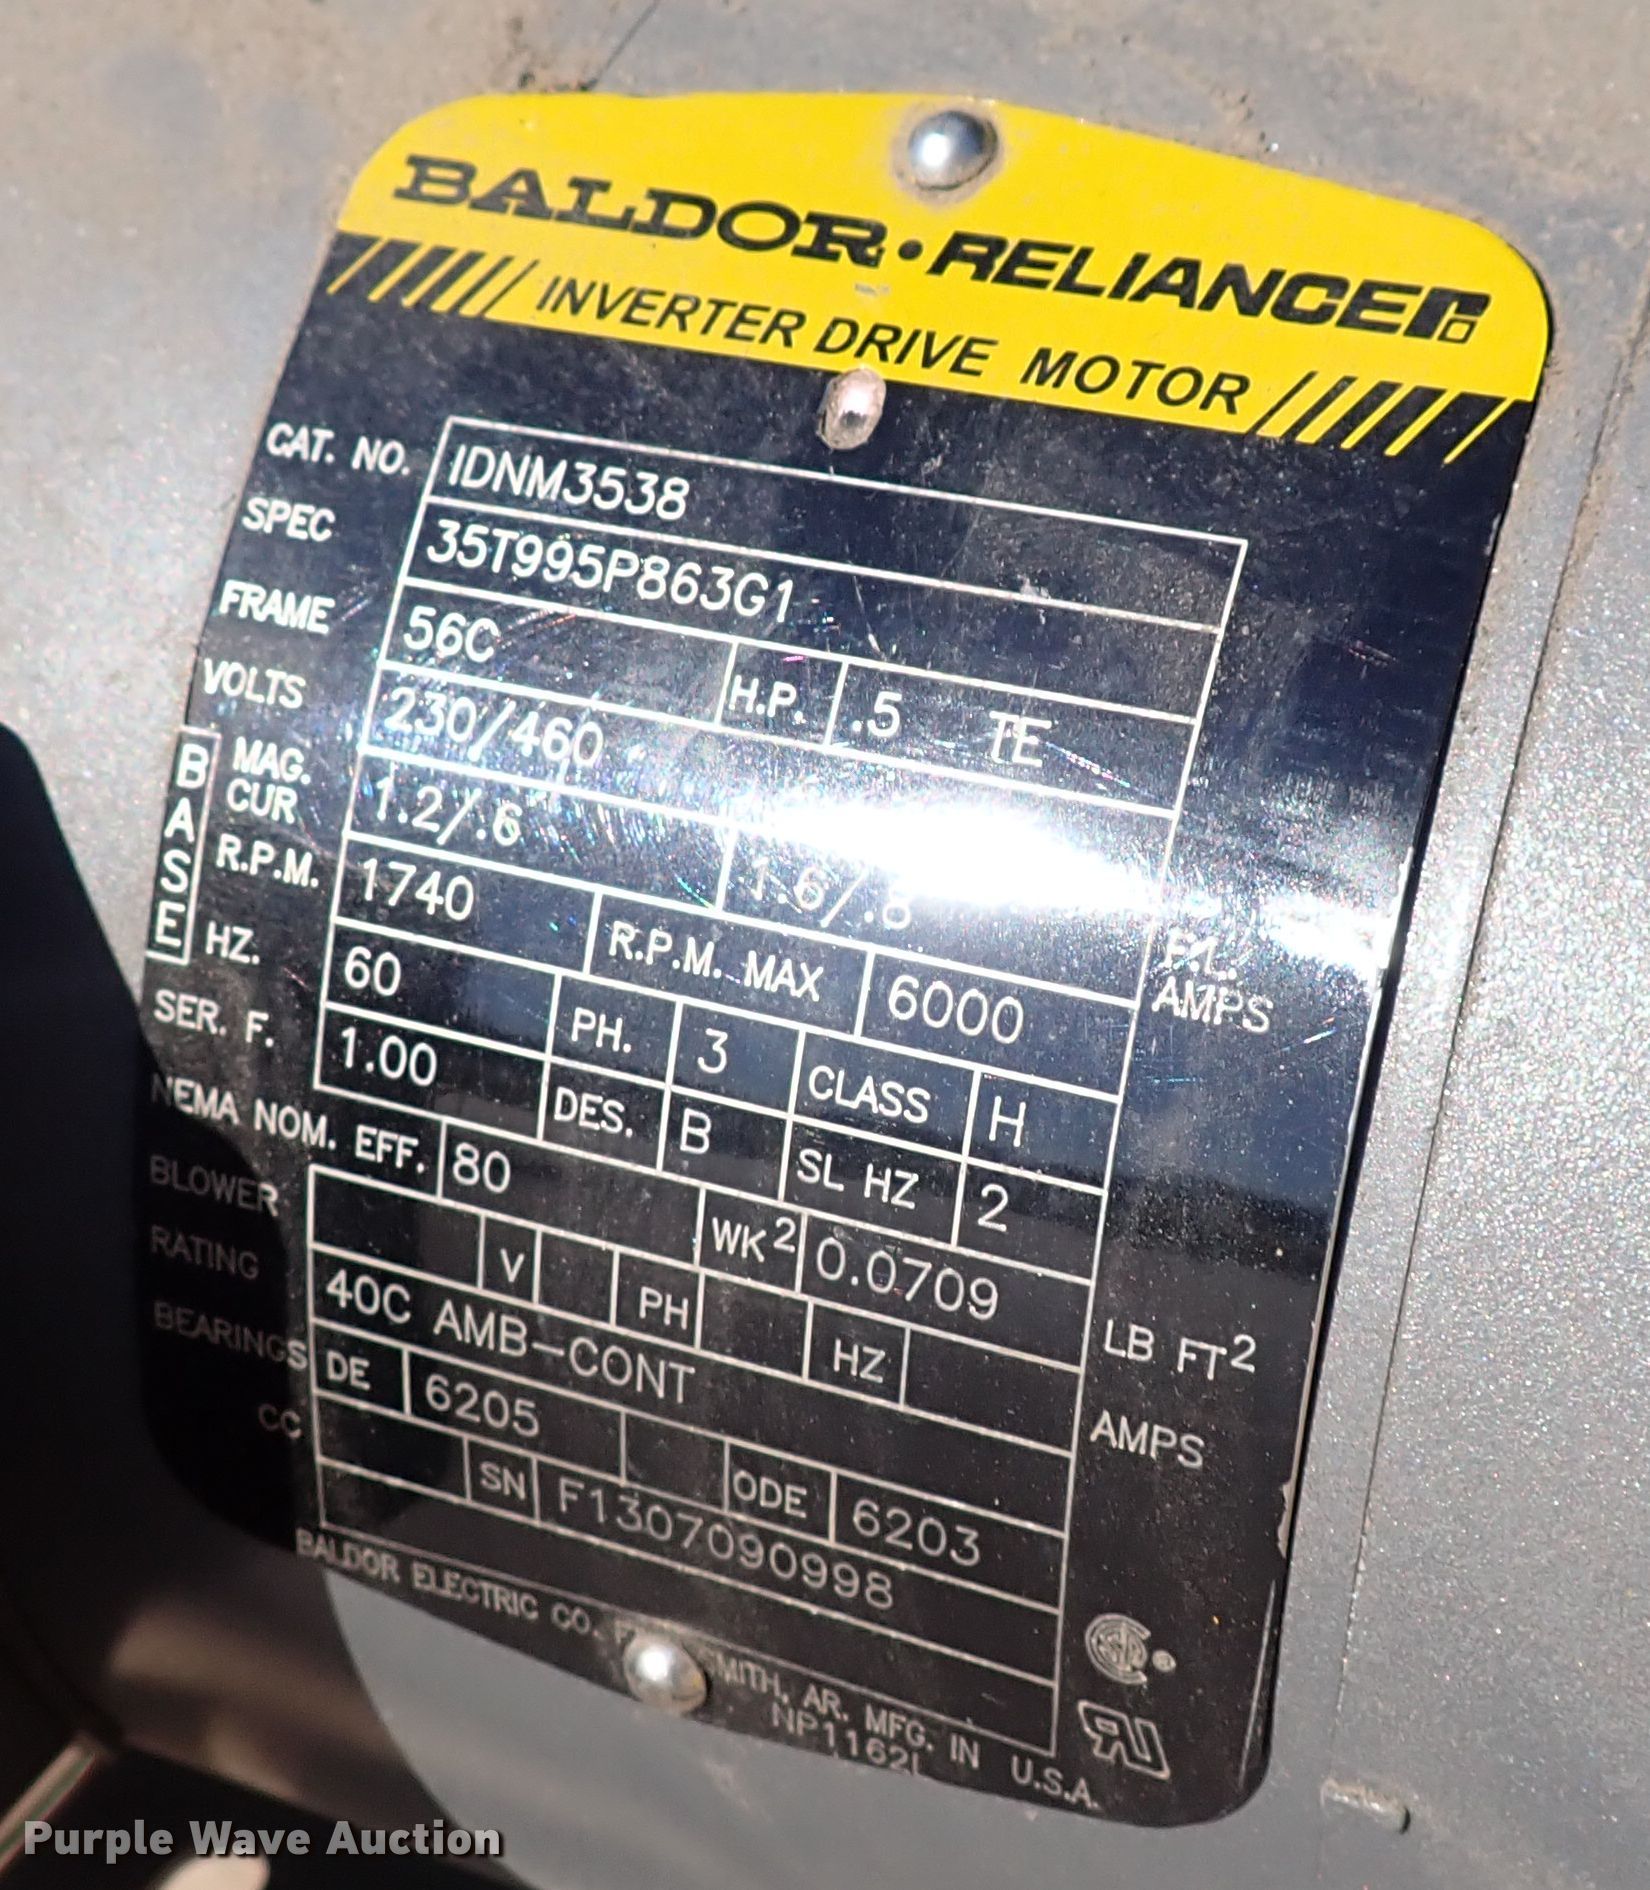 BALDOR • RELIANCER
INVERTER DRIVE MOTOR
CAT. NO. IDNM3538
SPEC 35T995P863G1
FRAME 56C H.P. .5 TE
VOLTS 230/460
BASE
MAG. CUR 1.2/.6 1.6/.8 F.L. AMPS
R.P.M. 1740 R.P.M. MAX 6000
HZ. 60 PH. 3 CLASS H
SER. F. 1.00 DES. B SL HZ 2
NEMA NOM. EFF. 80 WK2 0.0709 LB FT2
BLOWER V PH HZ AMPS
RATING 40C AMB-CONT
BEARINGS DE 6205 ODE 6203
CC SN F1307090998
BALDOR ELECTRIC CO. SMITH, AR. MFG. IN U.S.A.
NP1162L
Purple Wave Auction